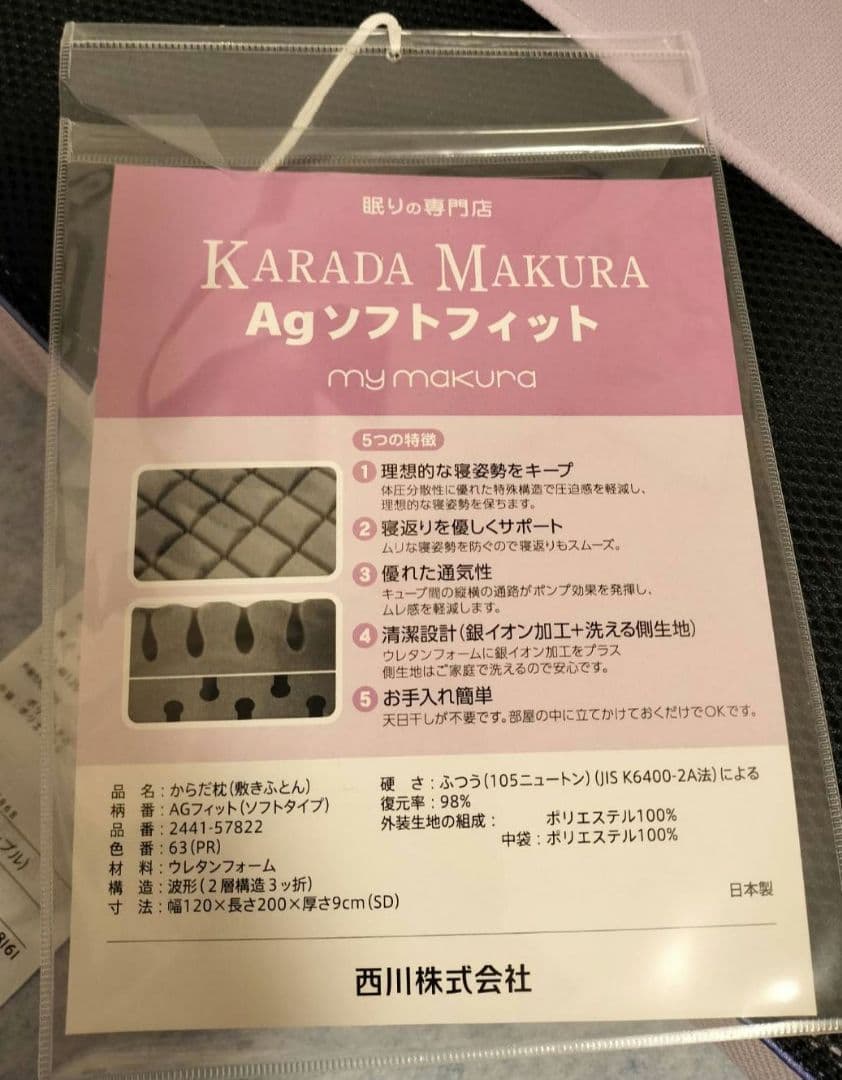 眠りの専門店
KARADA MAKURA
Agソフトフィット
my makura
5つの特徴
1 理想的な寝姿勢をキープ
体圧分散性に優れた特殊構造で圧迫感を軽減し、
理想的な寝姿勢を保ちます。
2 寝返りを優しくサポート
ムリな寝姿勢を防ぐので寝返りもスムーズ。
3 優れた通気性
キューブ間の縦横の通路がポンプ効果を発揮し、
ムレ感を軽減します。
4 清潔設計(銀イオン加工+洗える側生地)
ウレタンフォームに銀イオン加工をプラス
側生地はご家庭で洗えるので安心です。
5 お手入れ簡単
天日干しが不要です。部屋の中に立てかけておくだけでOKです。
品 名:からだ枕(敷きふとん)
柄 番:AGフィット(ソフトタイプ)
品 番:2441-57822
色 番:63(PR)
材 料:ウレタンフォーム
構 造:波形(2層構造3ッ折)
寸 法:幅120×長さ200×厚さ9cm(SD)
硬 さ:ふつう(105ニュートン)(JIS K6400-2A法)による
復元率:98%
外装生地の組成: ポリエステル100%
中袋:ポリエステル100%
日本製
西川株式会社